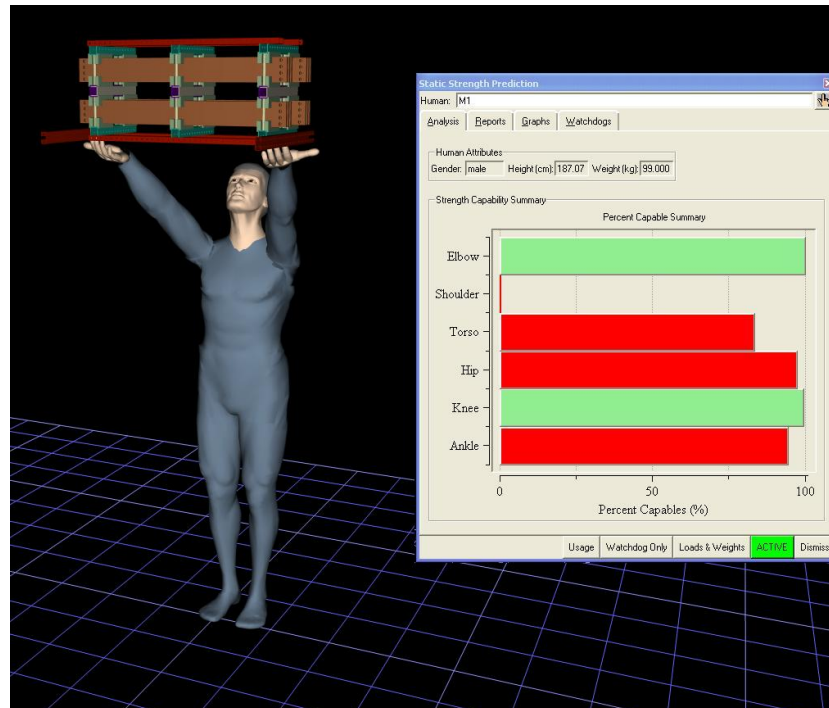 Static Strength Prediction
Human: M1
Analysis Reports Graphs Watchdogs
Human Attributes
Gender: male Height(cm): 187.07 Weight(kg): 99.000
Strength Capability Summary
Percent Capable Summary
Elbow
Shoulder
Torso
Hip
Knee
Ankle
0 50 100
Percent Capables (%)
Usage Watchdog Only Loads & Weights ACTIVE Dismiss